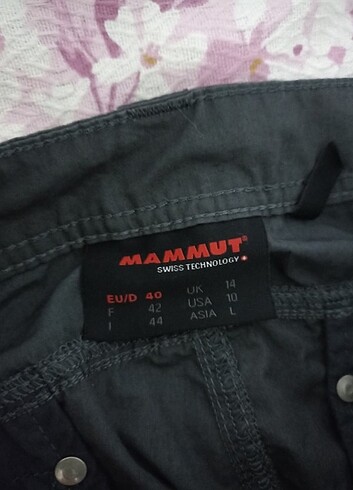 MAMMUT®
SWISS TECHNOLOGY
EU/D 40 UK 14
F 42 USA 10
I 44 ASIA L